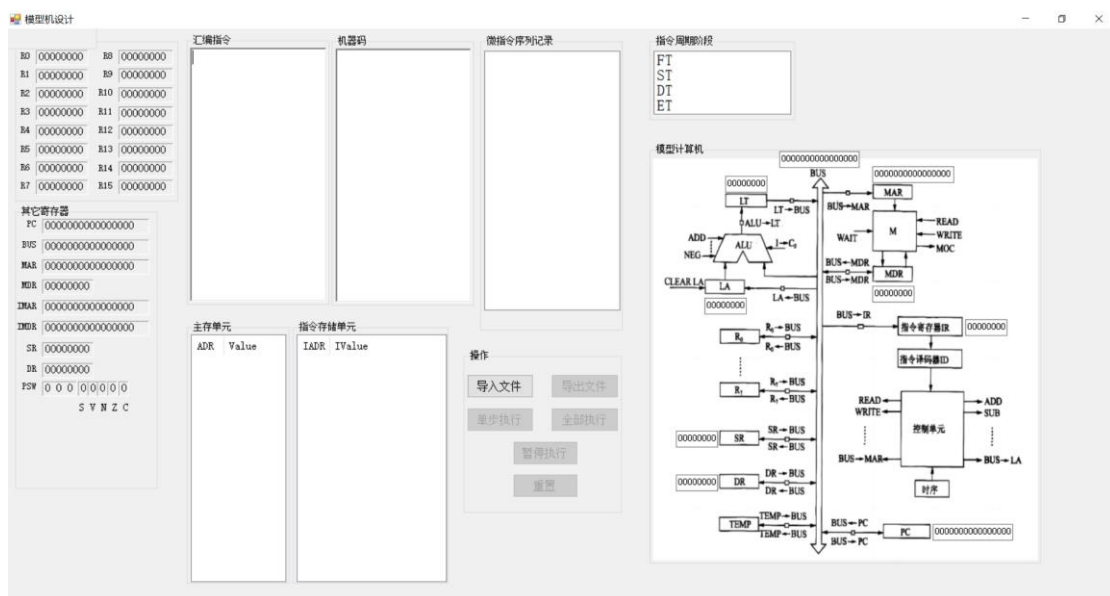 模型机设计
R0 00000000 R8 00000000
R1 00000000 R9 00000000
R2 00000000 R10 00000000
R3 00000000 R11 00000000
R4 00000000 R12 00000000
R5 00000000 R13 00000000
R6 00000000 R14 00000000
R7 00000000 R15 00000000
其它寄存器
PC 0000000000000000
BUS 0000000000000000
MAR 0000000000000000
MDR 00000000
IMAR 0000000000000000
IMDR 0000000000000000
SR 00000000
DR 00000000
PSW 0 0 0 0 0 0 0 0
S V N Z C
汇编指令
机器码
微指令序列记录
主存单元
ADR Value
指令存储单元
IADR IValue
操作
导入文件 导出文件
单步执行 全部执行
暂停执行
重置
指令周期阶段
FT
ST
DT
ET
模型计算机
0000000000000000
BUS
00000000
LT
LT→BUS
ALU→LT
ADD
NEG
ALU
1→C₀
CLEAR LA
LA
LA←BUS
00000000
0000000000000000
MAR
BUS→MAR
WAIT
M
READ
WRITE
MOC
BUS←MDR
BUS→MDR
MDR
00000000
BUS→IR
指令寄存器IR
00000000
指令译码器ID
R₀
R₀→BUS
R₀←BUS
R₇
R₇→BUS
R₇←BUS
READ
WRITE
BUS→MAR
控制单元
ADD
SUB
BUS→LA
时序
00000000
SR
SR→BUS
SR←BUS
00000000
DR
DR→BUS
DR←BUS
TEMP
TEMP→BUS
TEMP←BUS
BUS←PC
BUS→PC
PC
0000000000000000